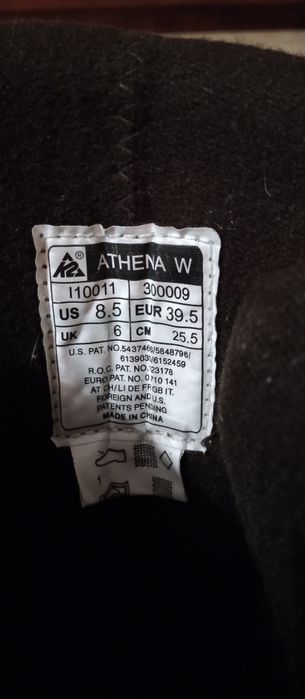 K2 ® ATHENA W
I10011 300009
US 8.5 EUR 39.5
UK 6 CM 25.5
U.S. PAT. NO.5437466/5848796/
6139030/6152459
R.O.C. PAT. NO. 23178
EURO PAT. NO. 0710 141
AT CH/LI DE FR GB IT.
FOREIGN AND U.S.
PATENTS PENDING
MADE IN CHINA